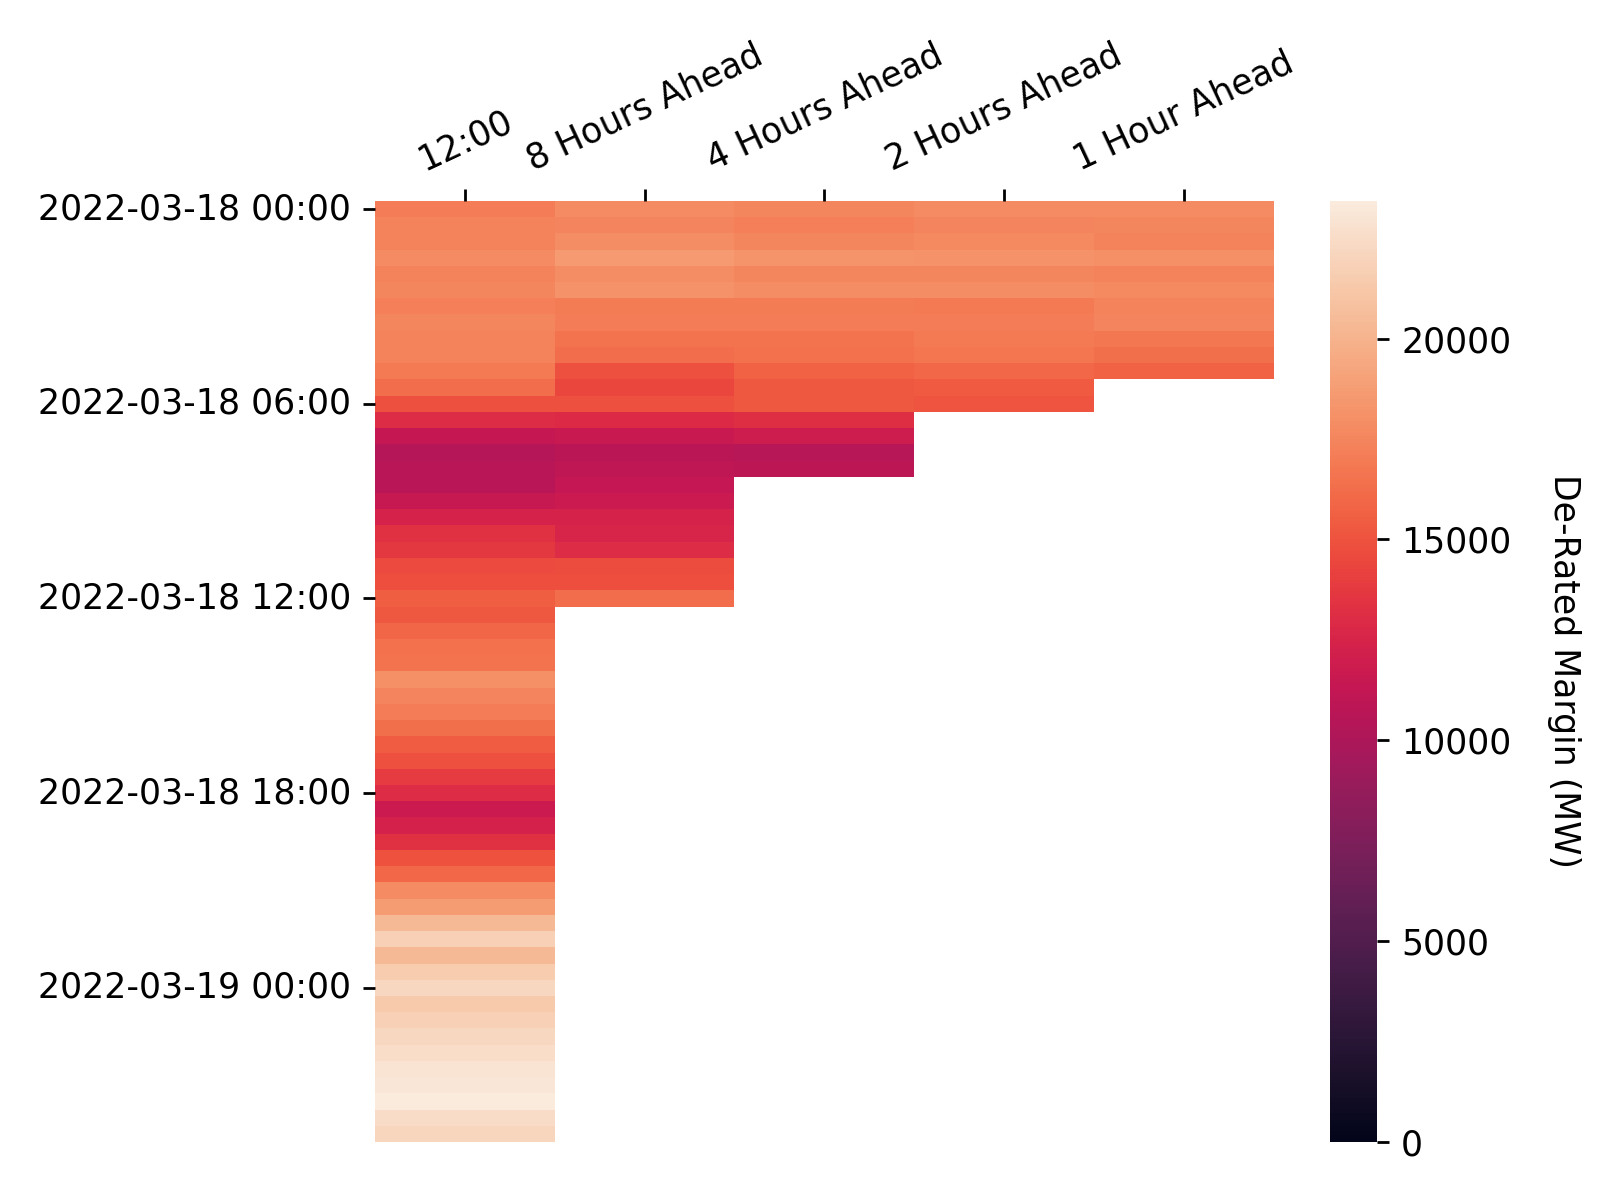 12:00
8 Hours Ahead
4 Hours Ahead
2 Hours Ahead
1 Hour Ahead
2022-03-18 00:00
2022-03-18 06:00
2022-03-18 12:00
2022-03-18 18:00
2022-03-19 00:00
20000
15000
10000
5000
0
De-Rated Margin (MW)